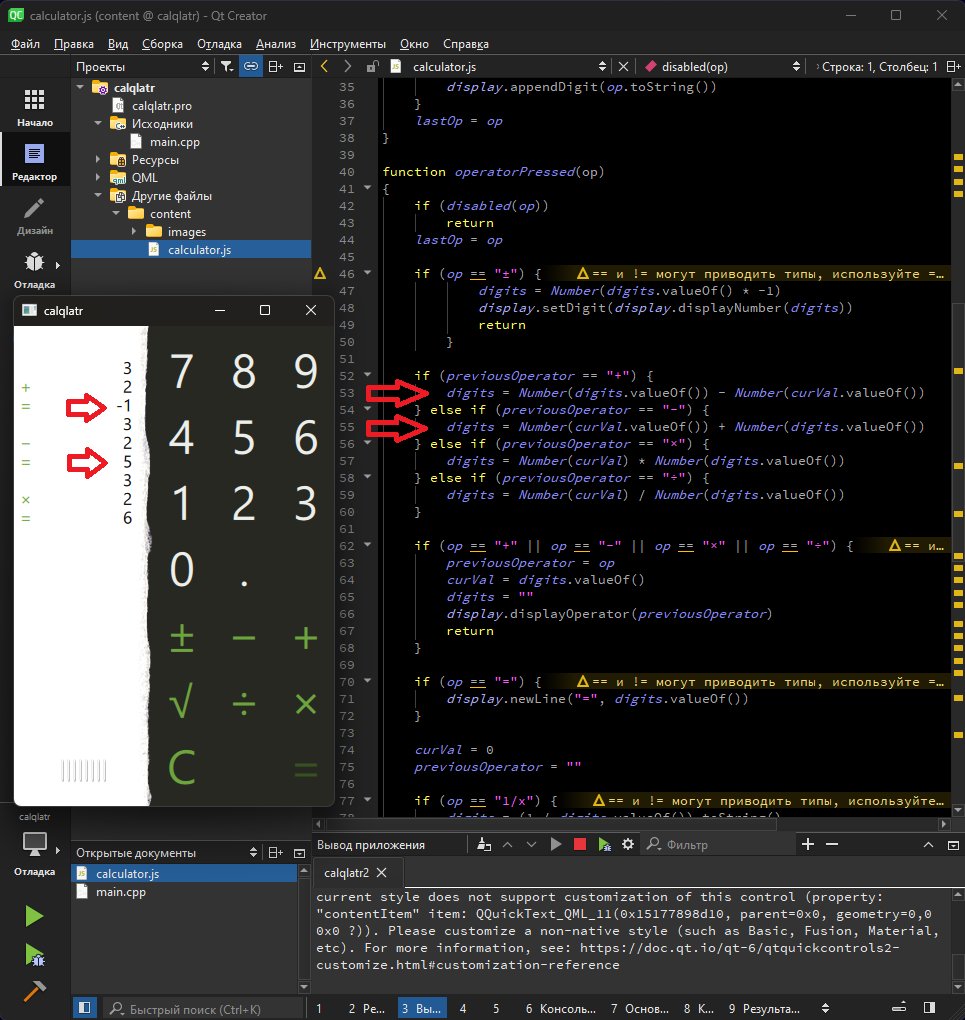 calculator.js (content @ calqlatr) - Qt Creator
Файл Правка Вид Сборка Отладка Анализ Инструменты Окно Справка
Проекты
calculator.js
disabled(op)
Строка: 1, Столбец: 1
Начало
Редактор
Дизайн
Отладка
calqlatr
calqlatr.pro
Исходники
main.cpp
Ресурсы
QML
Другие файлы
content
images
calculator.js
35 display.appendDigit(op.toString())
36 }
37 lastOp = op
38 }
39
40 function operatorPressed(op)
41 {
42 if (disabled(op))
43 return
44 lastOp = op
45
46 if (op == "±") { == и != могут приводить типы, используйте =…
47 digits = Number(digits.valueOf() * -1)
48 display.setDigit(display.displayNumber(digits))
49 return
50 }
51
52 if (previousOperator == "+") {
53 digits = Number(digits.valueOf()) - Number(curVal.valueOf())
54 } else if (previousOperator == "−") {
55 digits = Number(curVal.valueOf()) + Number(digits.valueOf())
56 } else if (previousOperator == "×") {
57 digits = Number(curVal) * Number(digits.valueOf())
58 } else if (previousOperator == "÷") {
59 digits = Number(curVal) / Number(digits.valueOf())
60 }
61
62 if (op == "+" || op == "−" || op == "×" || op == "÷") { == и…
63 previousOperator = op
64 curVal = digits.valueOf()
65 digits = ""
66 display.displayOperator(previousOperator)
67 return
68 }
69
70 if (op == "=") { == и != могут приводить типы, используйте =…
71 display.newLine("=", digits.valueOf())
72 }
73
74 curVal = 0
75 previousOperator = ""
76
77 if (op == "1/x") { == и != могут приводить типы, используйте…
digits = (1 / digits.valueOf()).toString()
calqlatr
3
+ 2
= -1
3
− 2
= 5
3
× 2
= 6
7 8 9
4 5 6
1 2 3
0 .
± − +
√ ÷ ×
C =
calqlatr
Отладка
Открытые документы
calculator.js
main.cpp
Вывод приложения
Фильтр
calqlatr2
current style does not support customization of this control (property:
"contentItem" item: QQuickText_QML_11(0x15177898d10, parent=0x0, geometry=0,0
0x0 ?)). Please customize a non-native style (such as Basic, Fusion, Material,
etc). For more information, see: https://doc.qt.io/qt-6/qtquickcontrols2-
customize.html#customization-reference
Быстрый поиск (Ctrl+K)
1 2 Ре… 3 Вы… 4 5 6 Консоль… 7 Основн… 8 К… 9 Результа…